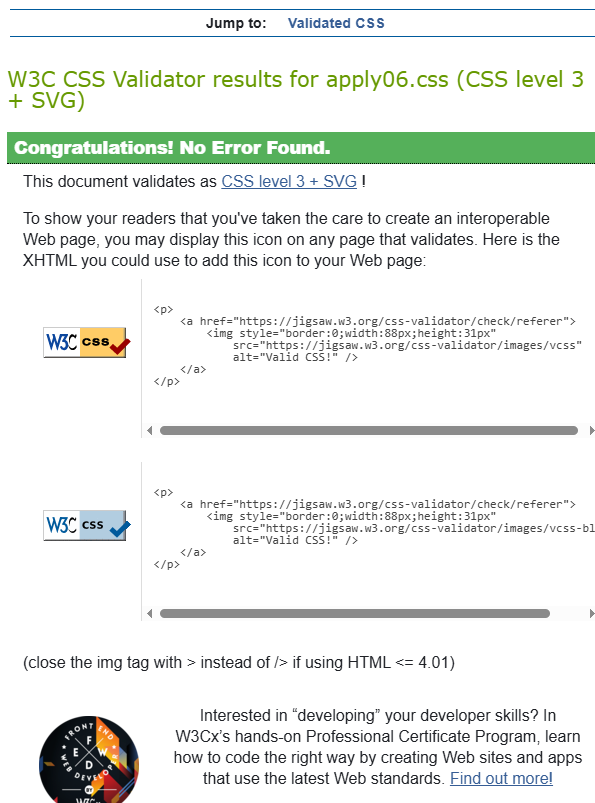 Jump to: Validated CSS
W3C CSS Validator results for apply06.css (CSS level 3
+ SVG)
Congratulations! No Error Found.
This document validates as CSS level 3 + SVG !
To show your readers that you've taken the care to create an interoperable
Web page, you may display this icon on any page that validates. Here is the
XHTML you could use to add this icon to your Web page:
W3C css
<p>
<a href="https://jigsaw.w3.org/css-validator/check/referer">
<img style="border:0;width:88px;height:31px"
src="https://jigsaw.w3.org/css-validator/images/vcss"
alt="Valid CSS!" />
</a>
</p>
W3C css
<p>
<a href="https://jigsaw.w3.org/css-validator/check/referer">
<img style="border:0;width:88px;height:31px"
src="https://jigsaw.w3.org/css-validator/images/vcss-bl
alt="Valid CSS!" />
</a>
</p>
(close the img tag with > instead of /> if using HTML <= 4.01)
FRONT END
WEB DEVELOP
F
E W
D
BY
W3C
Interested in “developing” your developer skills? In
W3Cx’s hands-on Professional Certificate Program, learn
how to code the right way by creating Web sites and apps
that use the latest Web standards. Find out more!